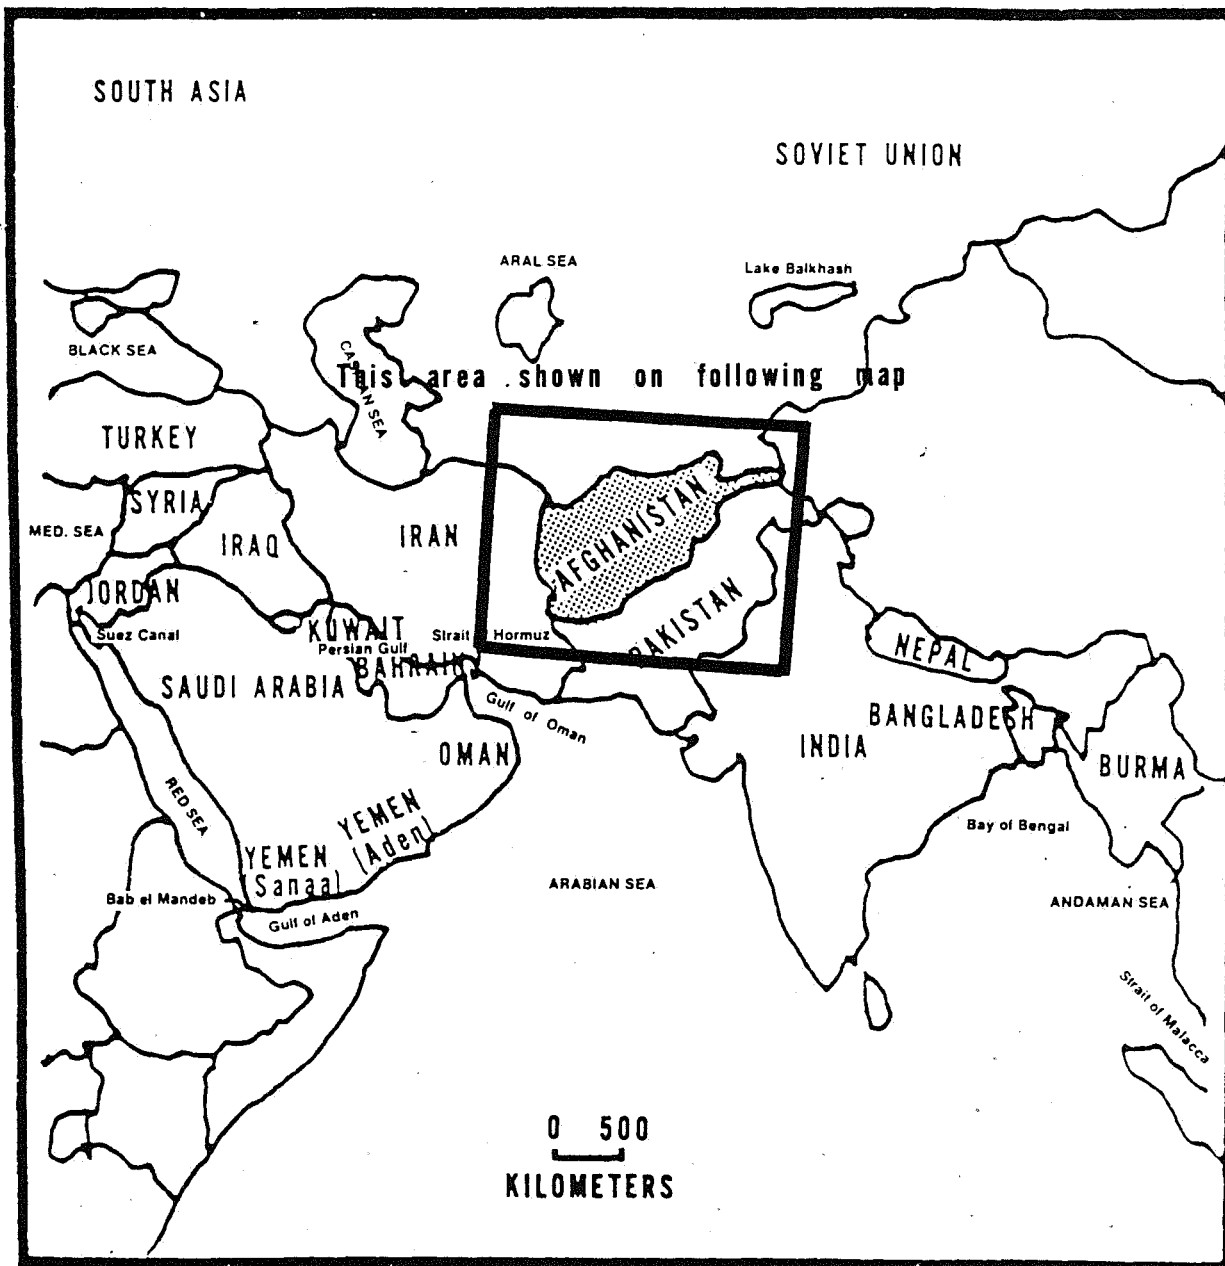 SOUTH ASIA
SOVIET UNION
ARAL SEA
Lake Balkhash
BLACK SEA
CASPIAN SEA
This area shown on following map
TURKEY
SYRIA
MED. SEA
IRAQ
IRAN
AFGHANISTAN
JORDAN
Suez Canal
KUWAIT
Persian Gulf
Strait
Hormuz
PAKISTAN
BAHRAIN
NEPAL
SAUDI ARABIA
Gulf of Oman
BANGLADESH
OMAN
INDIA
BURMA
RED SEA
YEMEN
(Aden)
Bay of Bengal
YEMEN
(Sanaa)
Bab el Mandeb
ARABIAN SEA
ANDAMAN SEA
Gulf of Aden
Strait of Malacca
0 500
KILOMETERS